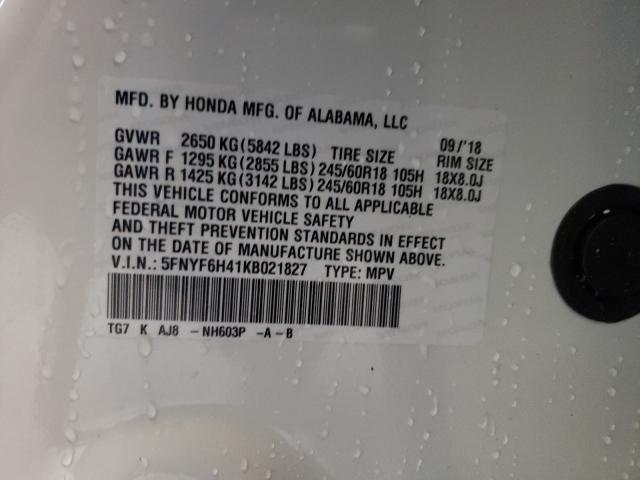 MFD. BY HONDA MFG. OF ALABAMA, LLC
GVWR 2650 KG(5842 LBS) TIRE SIZE 09/'18 RIM SIZE
GAWR F 1295 KG(2855 LBS) 245/60R18 105H 18X8.0J
GAWR R 1425 KG(3142 LBS) 245/60R18 105H 18X8.0J
THIS VEHICLE CONFORMS TO ALL APPLICABLE
FEDERAL MOTOR VEHICLE SAFETY
AND THEFT PREVENTION STANDARDS IN EFFECT
ON THE DATE OF MANUFACTURE SHOWN ABOVE.
V.I.N.: 5FNYF6H41KB021827 TYPE: MPV
TG7 K AJ8 -NH603P -A-B